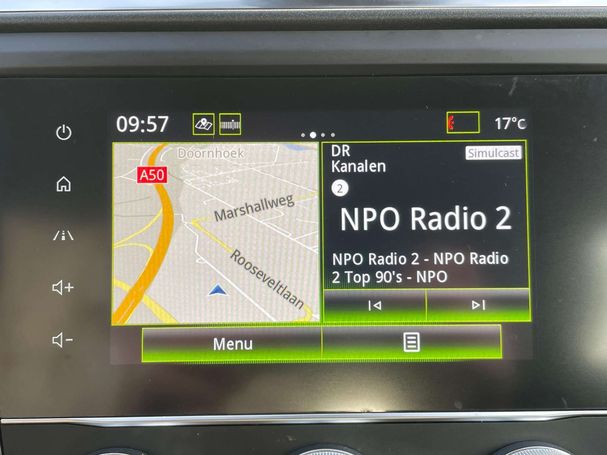 09:57
17°C
Doornhoek
A50
Marshallweg
Rooseveltlaan
DR
Kanalen
Simulcast
2
NPO Radio 2
NPO Radio 2 - NPO Radio
2 Top 90's - NPO
Menu